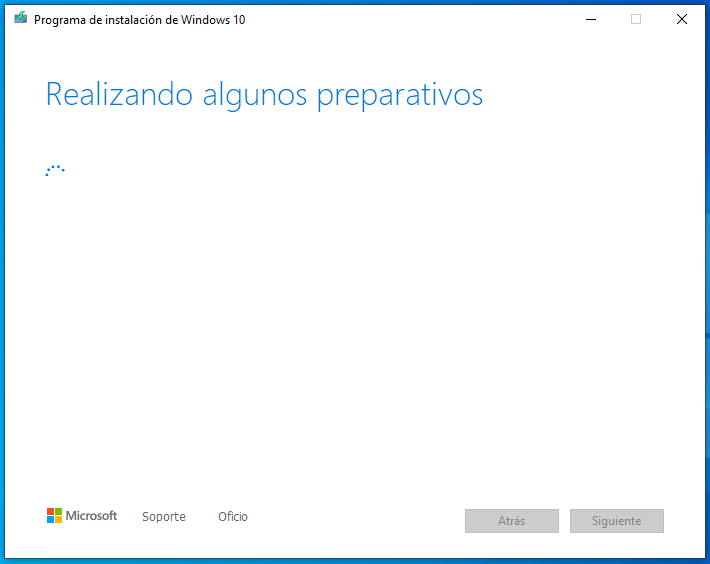 Programa de instalación de Windows 10
Realizando algunos preparativos
Microsoft Soporte Oficio
Atrás Siguiente